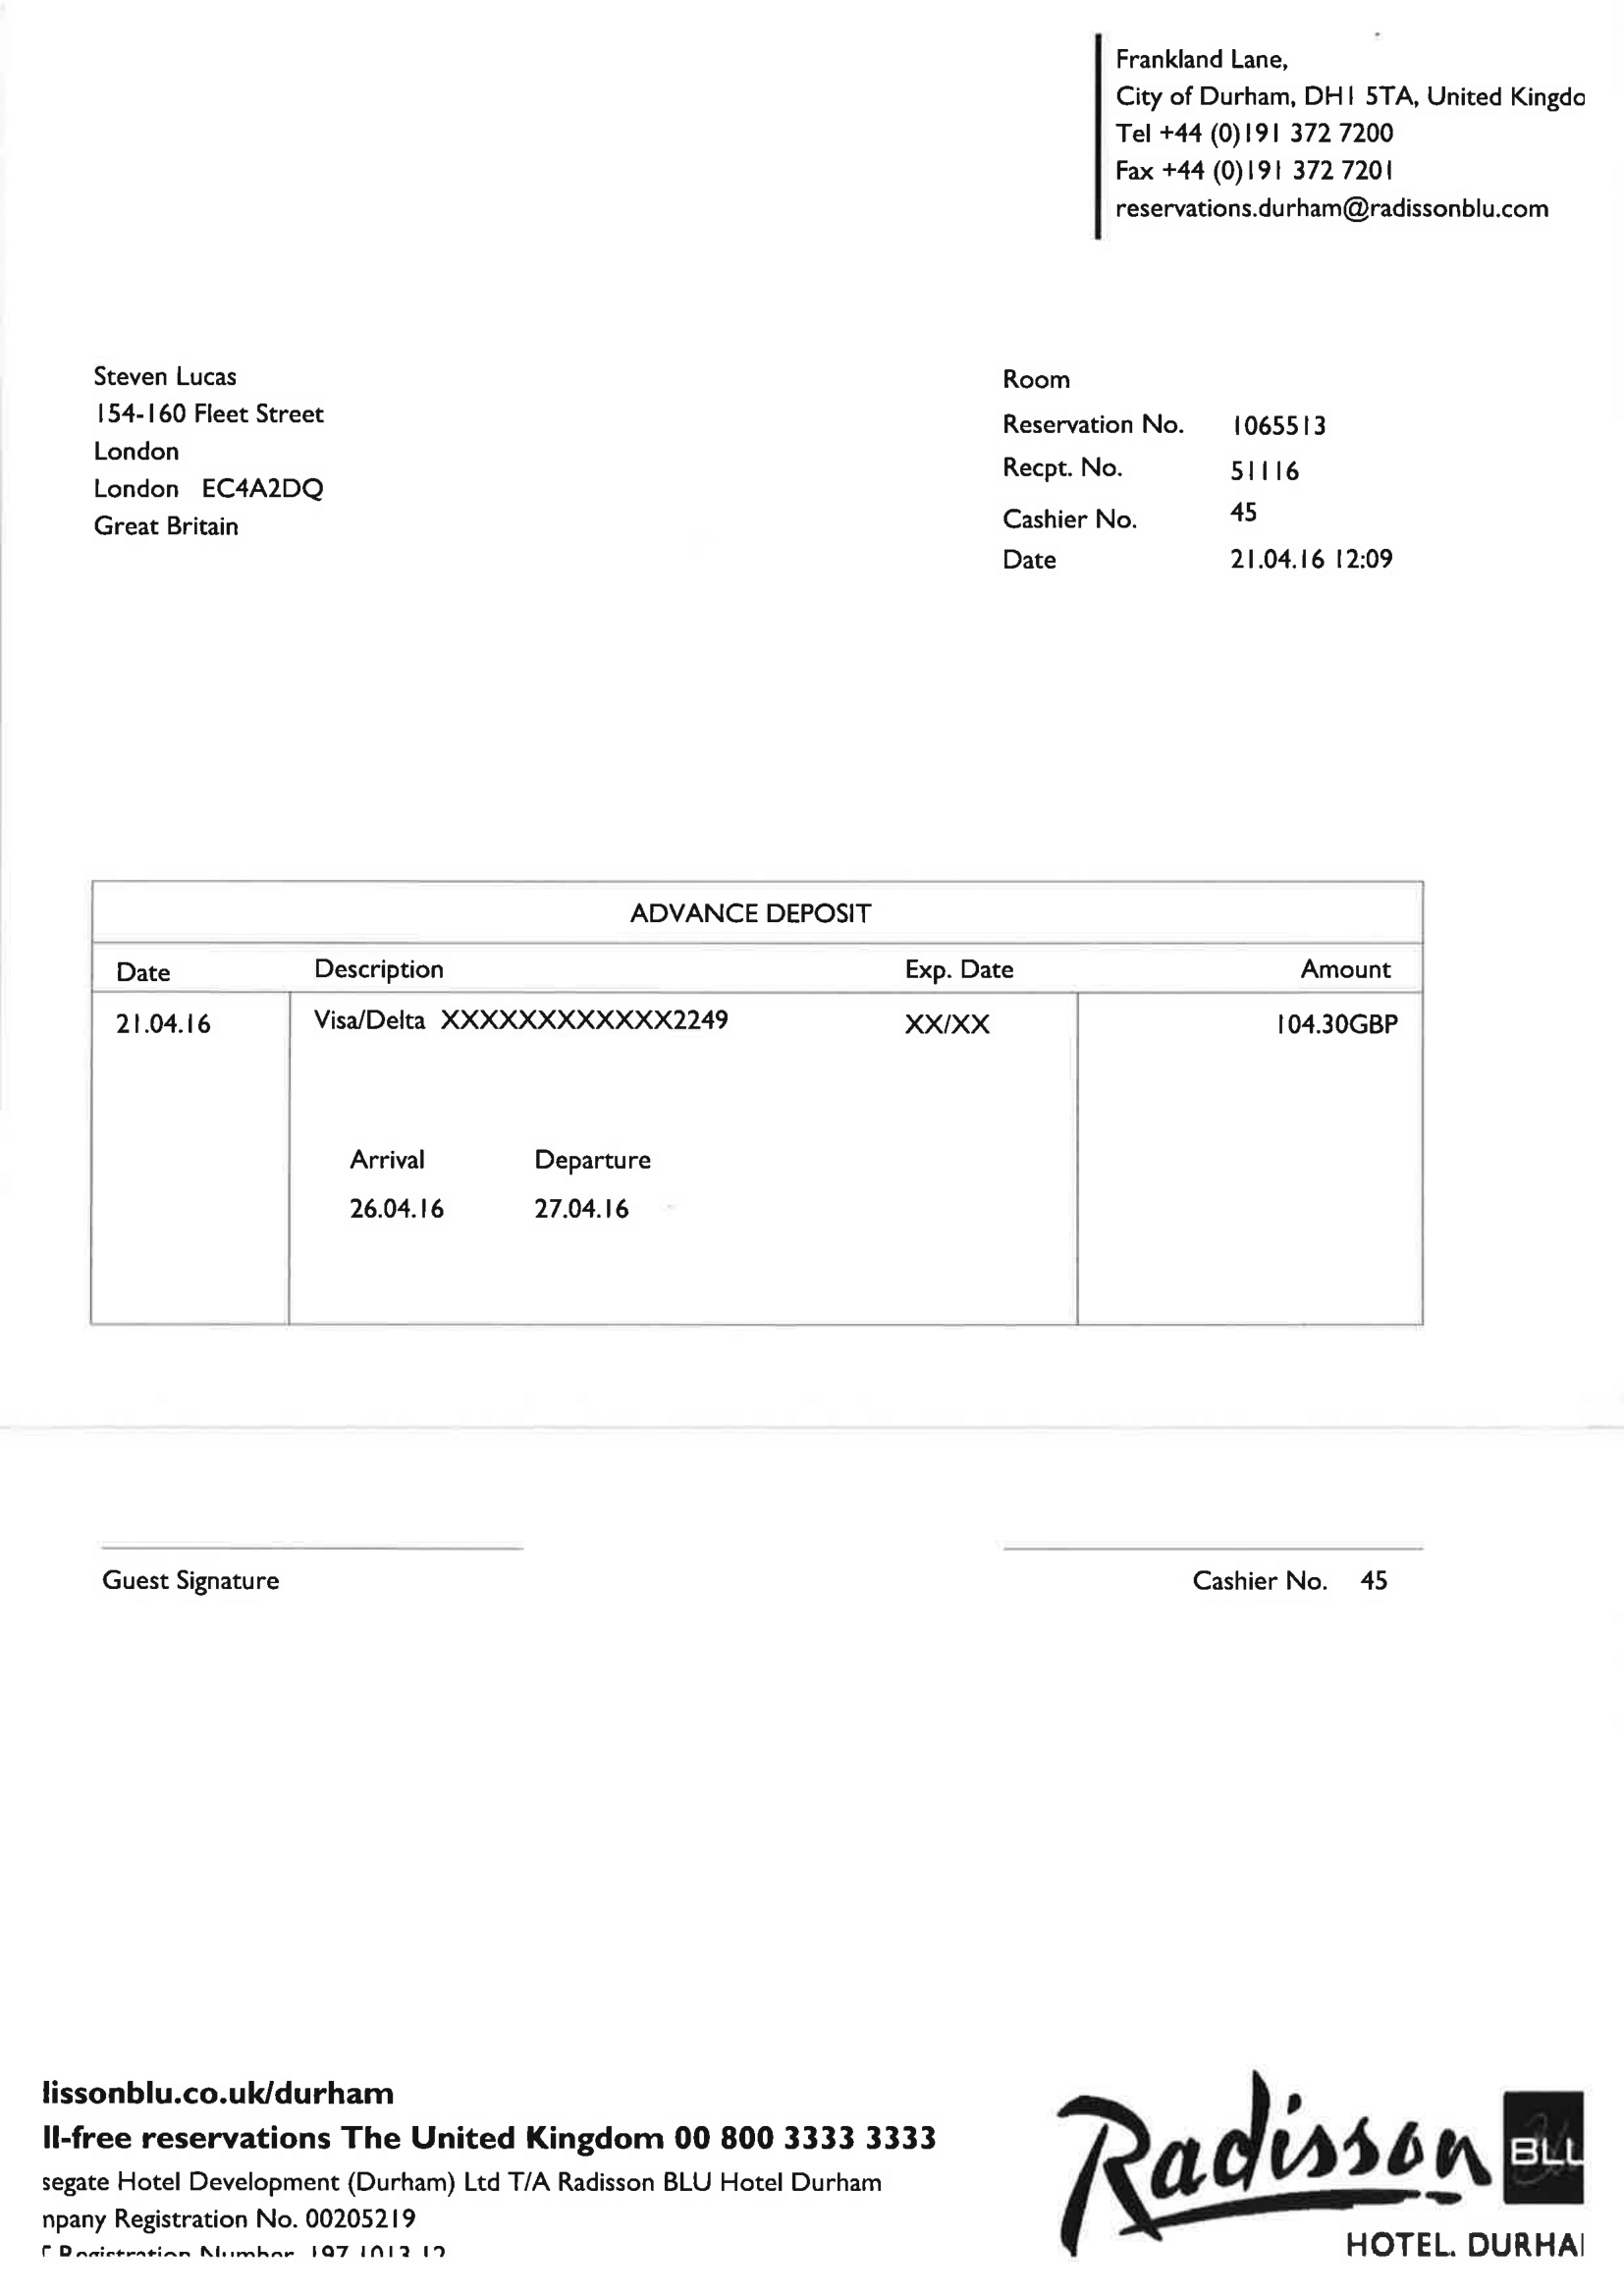 Frankland Lane,
City of Durham, DH1 5TA, United Kingdo
Tel +44 (0)191 372 7200
Fax +44 (0)191 372 7201
reservations.durham@radissonblu.com
Steven Lucas
154-160 Fleet Street
London
London EC4A2DQ
Great Britain
Room
Reservation No. 1065513
Recpt. No. 51116
Cashier No. 45
Date 21.04.16 12:09
ADVANCE DEPOSIT
Date Description Exp. Date Amount
21.04.16 Visa/Delta XXXXXXXXXXXX2249 XX/XX 104.30GBP
Arrival Departure
26.04.16 27.04.16
Guest Signature Cashier No. 45
lissonblu.co.uk/durham
ll-free reservations The United Kingdom 00 800 3333 3333
segate Hotel Development (Durham) Ltd T/A Radisson BLU Hotel Durham
npany Registration No. 00205219
Registration Number 197 1013 12
Radisson BLU
HOTEL. DURHA